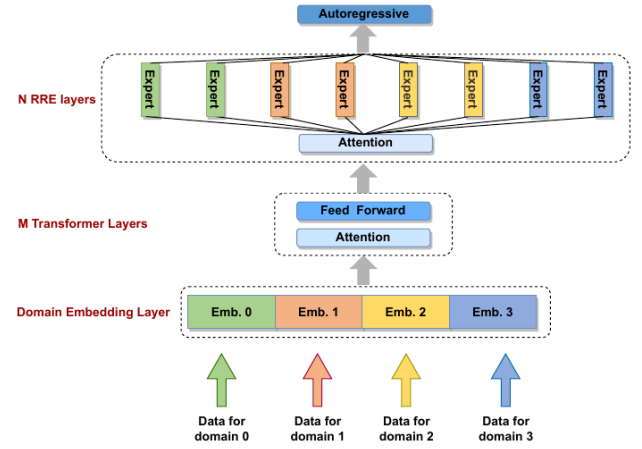 Autoregressive
N RRE layers
Expert
Expert
Expert
Expert
Expert
Expert
Expert
Expert
Attention
M Transformer Layers
Feed Forward
Attention
Domain Embedding Layer
Emb. 0
Emb. 1
Emb. 2
Emb. 3
Data for
domain 0
Data for
domain 1
Data for
domain 2
Data for
domain 3